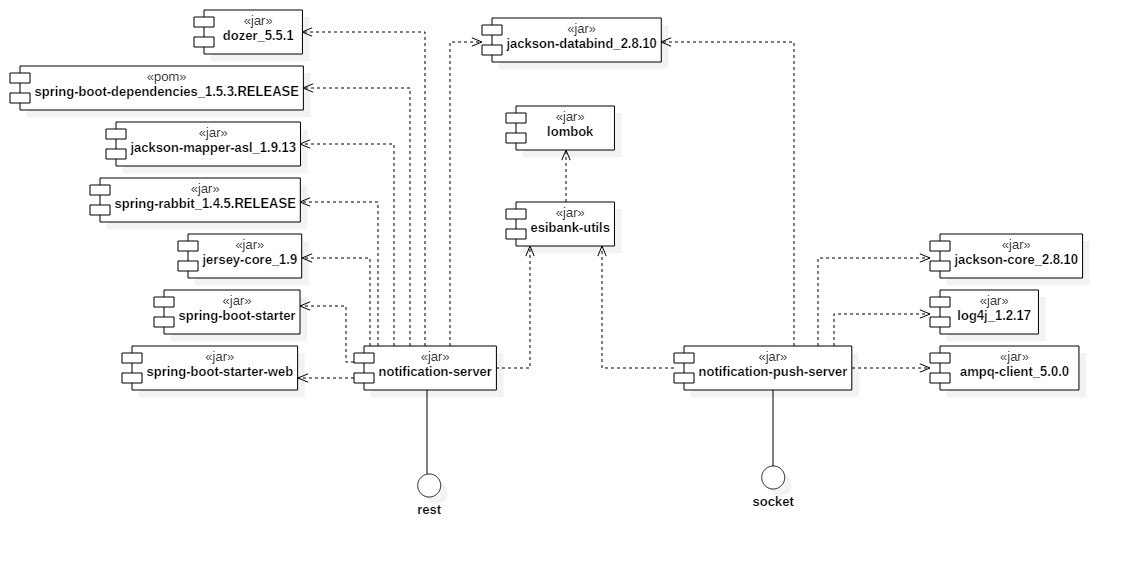 «jar»
dozer_5.5.1
«jar»
jackson-databind_2.8.10
«pom»
spring-boot-dependencies_1.5.3.RELEASE
«jar»
lombok
«jar»
jackson-mapper-asl_1.9.13
«jar»
spring-rabbit_1.4.5.RELEASE
«jar»
esibank-utils
«jar»
jersey-core_1.9
«jar»
jackson-core_2.8.10
«jar»
spring-boot-starter
«jar»
log4j_1.2.17
«jar»
spring-boot-starter-web
«jar»
notification-server
«jar»
notification-push-server
«jar»
ampq-client_5.0.0
rest
socket